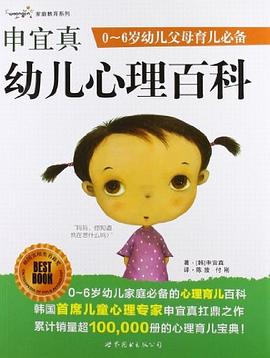 家庭教育系列
申宜真
0~6岁幼儿父母育儿必备
幼儿心理百科
“妈妈，你知道
我在想什么吗？”
BEST
BOOK
著·[韩]申宜真
译·陈放·付刚
0~6岁幼儿家庭必备的心理育儿百科
韩国首席儿童心理专家申宜真扛鼎之作
累计销量超100,000册的心理育儿宝典！
世界图书出版公司